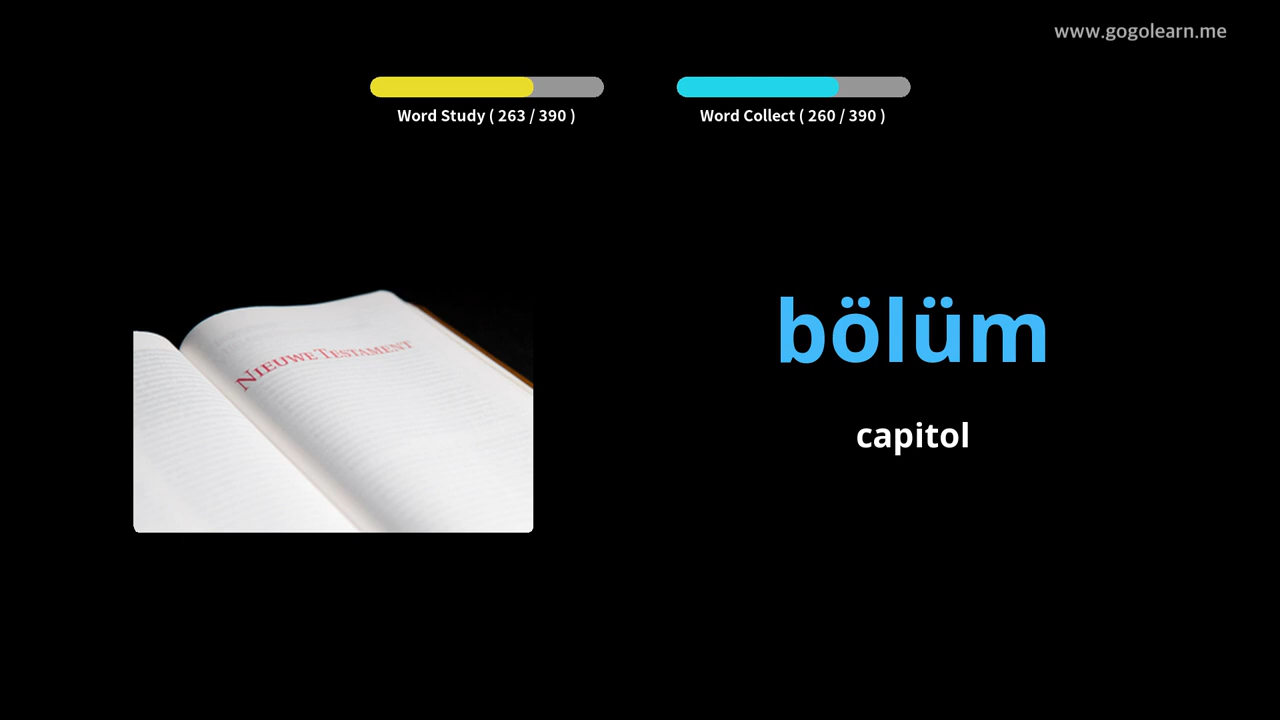 www.gogolearn.me
Word Study ( 263 / 390 )
Word Collect ( 260 / 390 )
NIEUWE TESTAMENT
bölüm
capitol